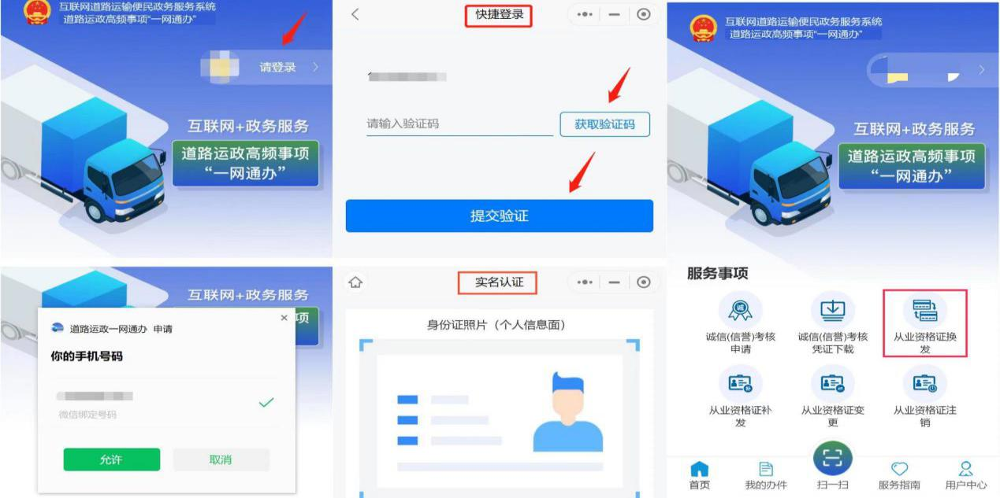 互联网道路运输便民政务服务系统
道路运政高频事项“一网通办”
请登录
互联网+政务服务
道路运政高频事项
“一网通办”
互联网+政务服务
项
道路运政一网通办 申请
你的手机号码
微信绑定号码
允许
取消
快捷登录
请输入验证码
获取验证码
提交验证
实名认证
身份证照片（个人信息面）
互联网道路运输便民政务服务系统
道路运政高频事项“一网通办”
互联网+政务服务
道路运政高频事项
“一网通办”
服务事项
诚信(信誉)考核
申请
诚信(信誉)考核
凭证下载
从业资格证换
发
从业资格证补
发
从业资格证变
更
从业资格证注
销
首页
我的办件
扫一扫
服务指南
用户中心